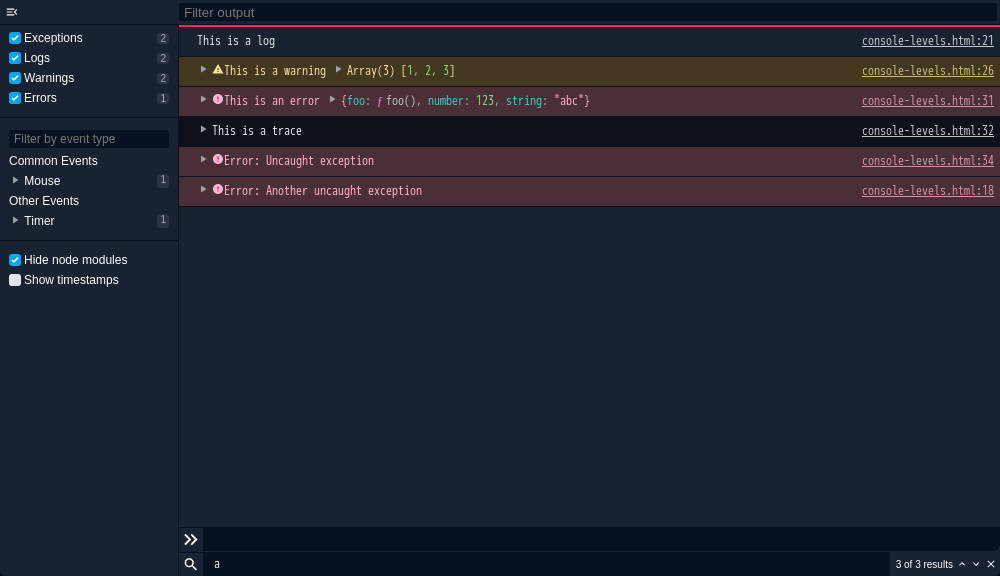 Filter output
Exceptions 2
Logs 2
Warnings 2
Errors 1
Filter by event type
Common Events
Mouse 1
Other Events
Timer 1
Hide node modules
Show timestamps
This is a log console-levels.html:21
This is a warning Array(3) [1, 2, 3] console-levels.html:26
This is an error {foo: ƒ foo(), number: 123, string: "abc"} console-levels.html:31
This is a trace console-levels.html:32
Error: Uncaught exception console-levels.html:34
Error: Another uncaught exception console-levels.html:18
a 3 of 3 results